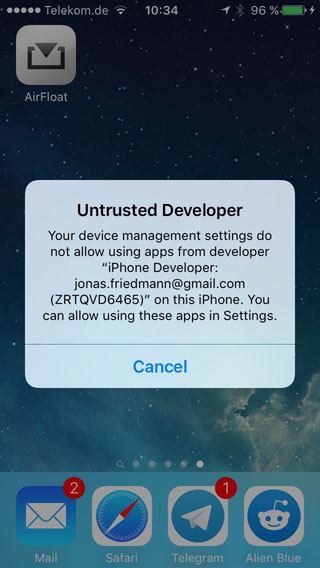 Telekom.de 10:34 96 %
AirFloat
Untrusted Developer
Your device management settings do
not allow using apps from developer
“iPhone Developer:
jonas.friedmann@gmail.com
(ZRTQVD6465)” on this iPhone. You
can allow using these apps in Settings.
Cancel
2 1
Mail Safari Telegram Alien Blue